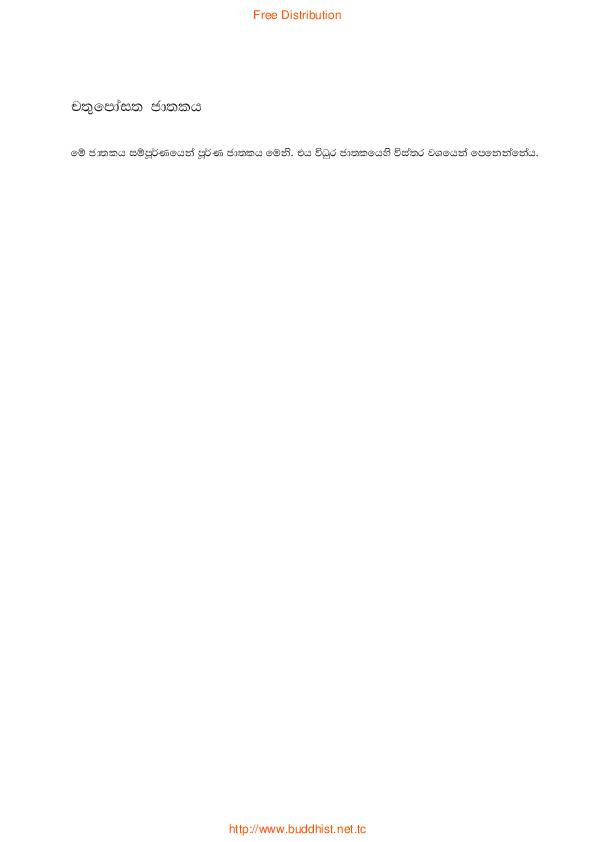 Free Distribution
චතුපෝසත ජාතකය
මේ ජාතකය සම්පූර්ණයෙන් පූර්ණ ජාතකය මෙනි. එය විධුර ජාතකයෙහි විස්තර වශයෙන් පෙනෙන්නේය.
http://www.buddhist.net.tc